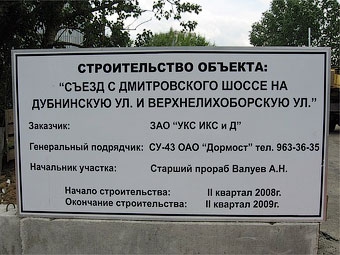 СТРОИТЕЛЬСТВО ОБЪЕКТА:
"СЪЕЗД С ДМИТРОВСКОГО ШОССЕ НА
ДУБНИНСКУЮ УЛ. И ВЕРХНЕЛИХОБОРСКУЮ УЛ."
Заказчик: ЗАО "УКС ИКС и Д"
Генеральный подрядчик: СУ-43 ОАО "Дормост" тел. 963-36-35
Начальник участка: Старший прораб Валуев А.Н.
Начало строительства: II квартал 2008г.
Окончание строительства: II квартал 2009г.